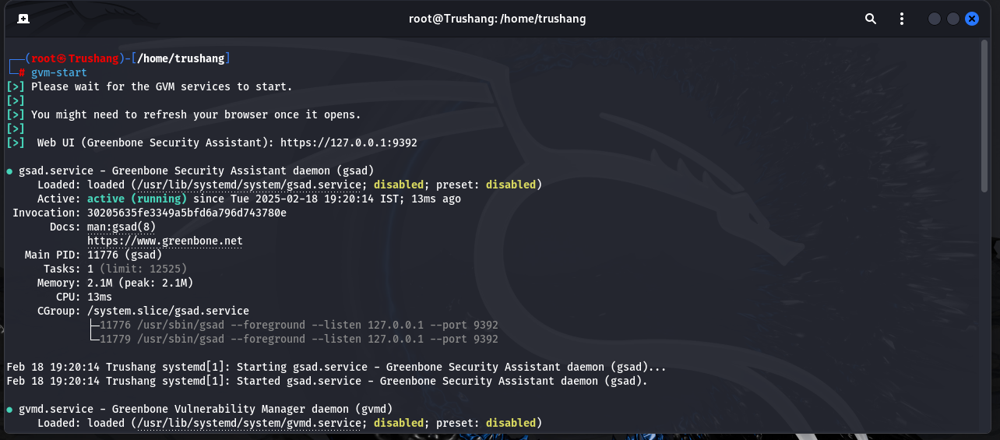 root@Trushang: /home/trushang
┌──(root㉿Trushang)-[/home/trushang]
└─# gvm-start
[>] Please wait for the GVM services to start.
[>]
[>] You might need to refresh your browser once it opens.
[>]
[>]  Web UI (Greenbone Security Assistant): https://127.0.0.1:9392
● gsad.service - Greenbone Security Assistant daemon (gsad)
     Loaded: loaded (/usr/lib/systemd/system/gsad.service; disabled; preset: disabled)
     Active: active (running) since Tue 2025-02-18 19:20:14 IST; 13ms ago
 Invocation: 30205635fe3349a5bfd6a796d743780e
       Docs: man:gsad(8)
             https://www.greenbone.net
   Main PID: 11776 (gsad)
      Tasks: 1 (limit: 12525)
     Memory: 2.1M (peak: 2.1M)
        CPU: 13ms
     CGroup: /system.slice/gsad.service
             ├─11776 /usr/sbin/gsad --foreground --listen 127.0.0.1 --port 9392
             └─11779 /usr/sbin/gsad --foreground --listen 127.0.0.1 --port 9392
Feb 18 19:20:14 Trushang systemd[1]: Starting gsad.service - Greenbone Security Assistant daemon (gsad)...
Feb 18 19:20:14 Trushang systemd[1]: Started gsad.service - Greenbone Security Assistant daemon (gsad).
● gvmd.service - Greenbone Vulnerability Manager daemon (gvmd)
     Loaded: loaded (/usr/lib/systemd/system/gvmd.service; disabled; preset: disabled)